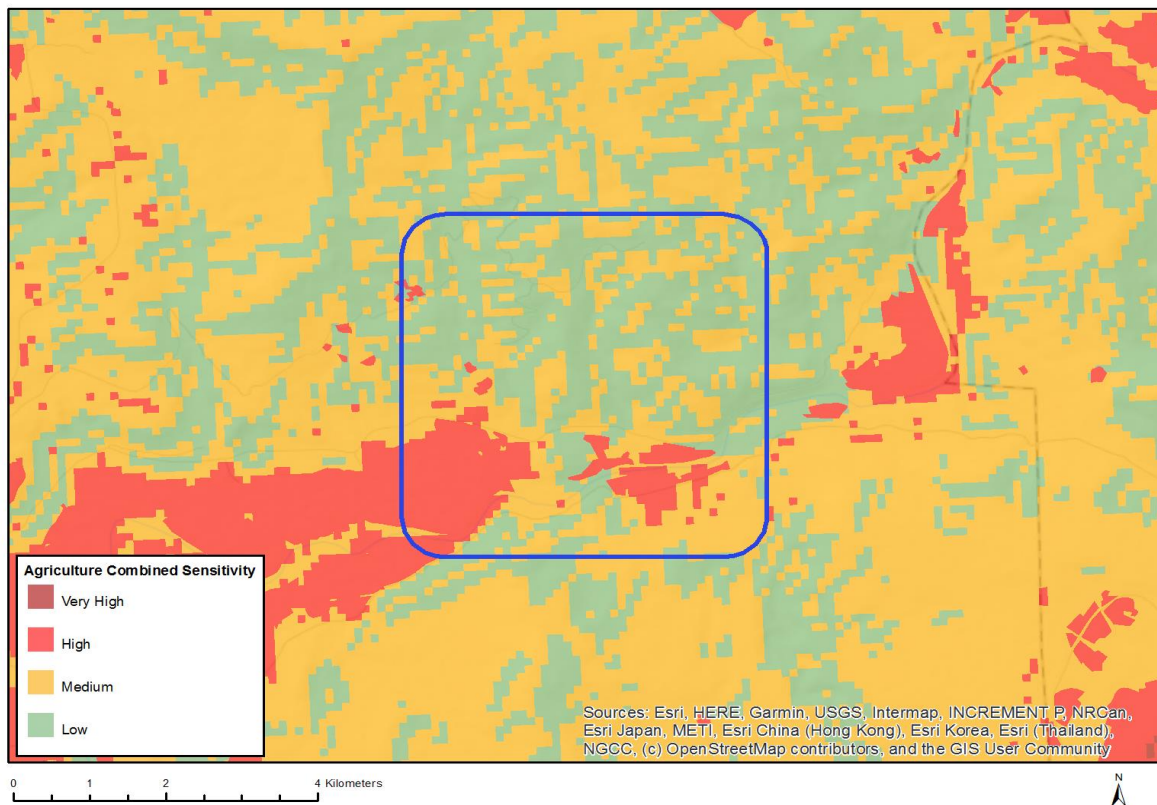 Agriculture Combined Sensitivity
Very High
High
Medium
Low
Sources: Esri, HERE, Garmin, USGS, Intermap, INCREMENT P, NRCan,
Esri Japan, METI, Esri China (Hong Kong), Esri Korea, Esri (Thailand),
NGCC, (c) OpenStreetMap contributors, and the GIS User Community
0 1 2 4 Kilometers
N